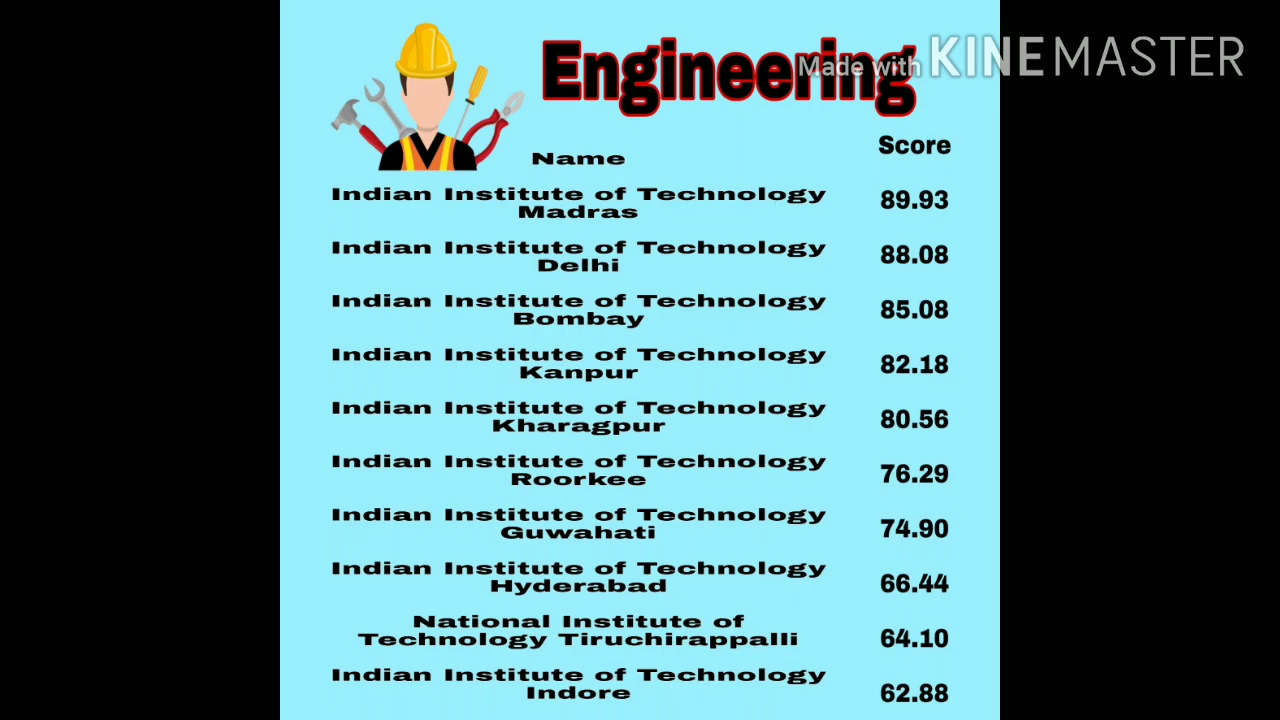 Engineering
Made with KINEMASTER
Name Score
Indian Institute of Technology
Madras
89.93
Indian Institute of Technology
Delhi
88.08
Indian Institute of Technology
Bombay
85.08
Indian Institute of Technology
Kanpur
82.18
Indian Institute of Technology
Kharagpur
80.56
Indian Institute of Technology
Roorkee
76.29
Indian Institute of Technology
Guwahati
74.90
Indian Institute of Technology
Hyderabad
66.44
National Institute of
Technology Tiruchirappalli
64.10
Indian Institute of Technology
Indore
62.88